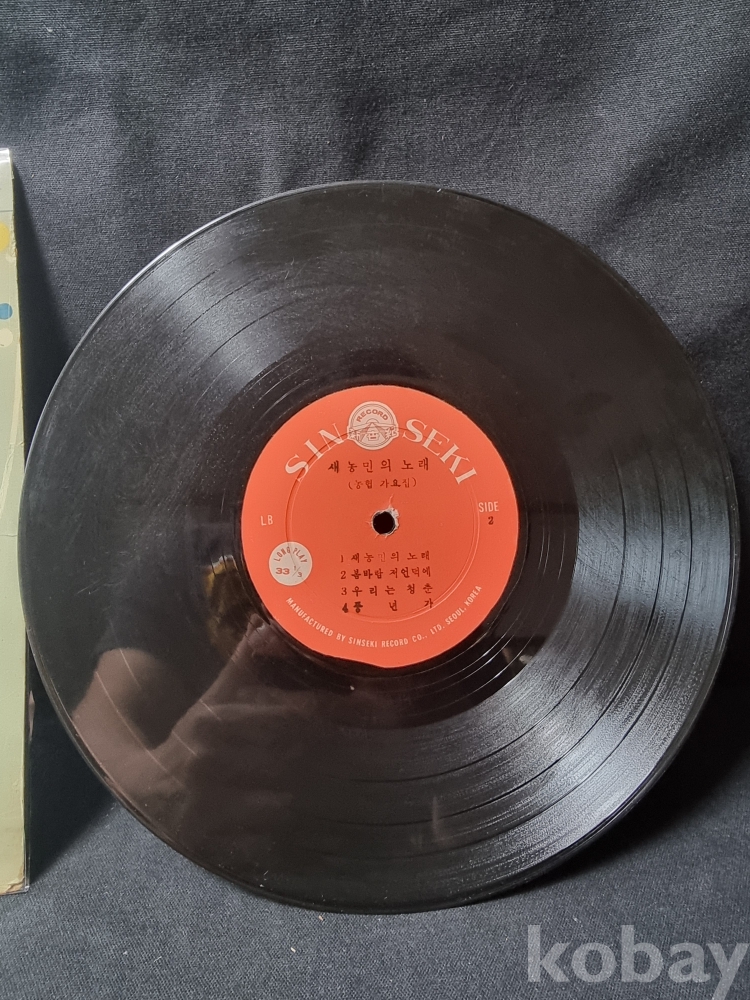 RECORD
SIN SEKI
새농민의 노래
(농협 가요집)
LB
SIDE
2
LONG PLAY
33 1/3
1 새농민의 노래
2 봄바람 저언덕에
3 우리는 청춘
4 풍년가
MANUFACTURED BY SINSEKI RECORD CO., LTD. SEOUL, KOREA
kobay